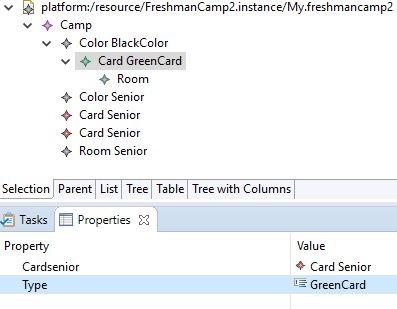 platform:/resource/FreshmanCamp2.instance/My.freshmancamp2
Camp
Color BlackColor
Card GreenCard
Room
Color Senior
Card Senior
Card Senior
Room Senior
Selection Parent List Tree Table Tree with Columns
Tasks Properties
Property Value
Cardsenior Card Senior
Type GreenCard